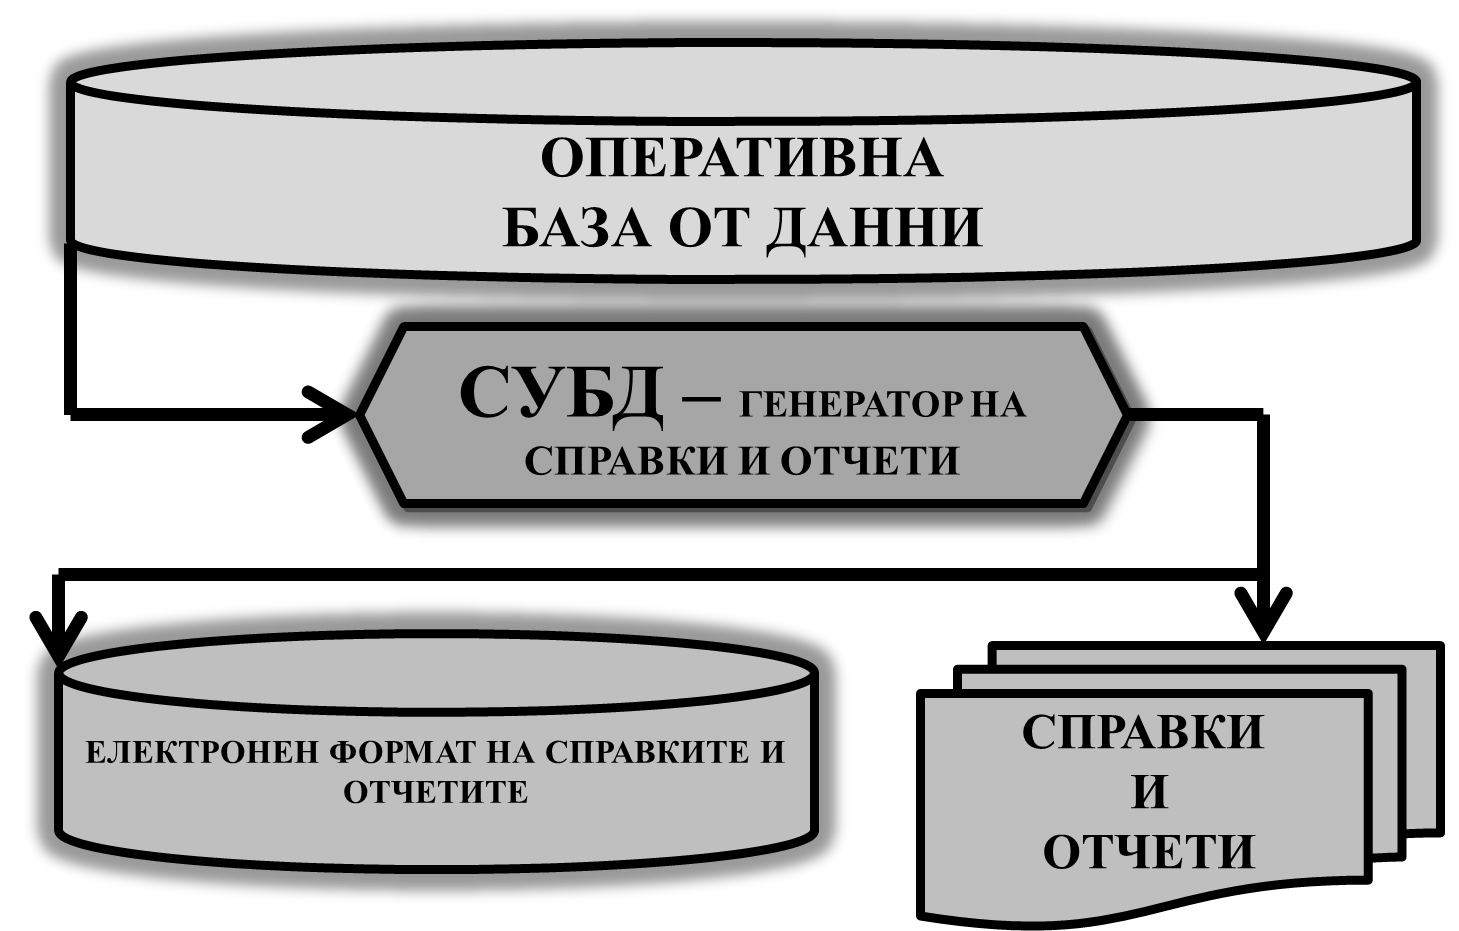 ОПЕРАТИВНА
БАЗА ОТ ДАННИ
СУБД – ГЕНЕРАТОР НА
СПРАВКИ И ОТЧЕТИ
ЕЛЕКТРОНЕН ФОРМАТ НА СПРАВКИТЕ И
ОТЧЕТИТЕ
СПРАВКИ
И
ОТЧЕТИ